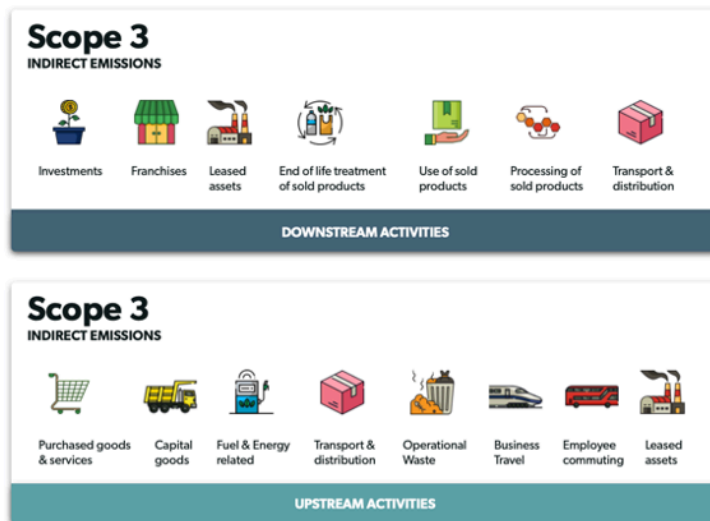 Scope 3
INDIRECT EMISSIONS
Investments
Franchises
Leased
assets
End of life treatment
of sold products
Use of sold
products
Processing of
sold products
Transport &
distribution
DOWNSTREAM ACTIVITIES
Scope 3
INDIRECT EMISSIONS
Purchased goods
& services
Capital
goods
Fuel & Energy
related
Transport &
distribution
Operational
Waste
Business
Travel
Employee
commuting
Leased
assets
UPSTREAM ACTIVITIES